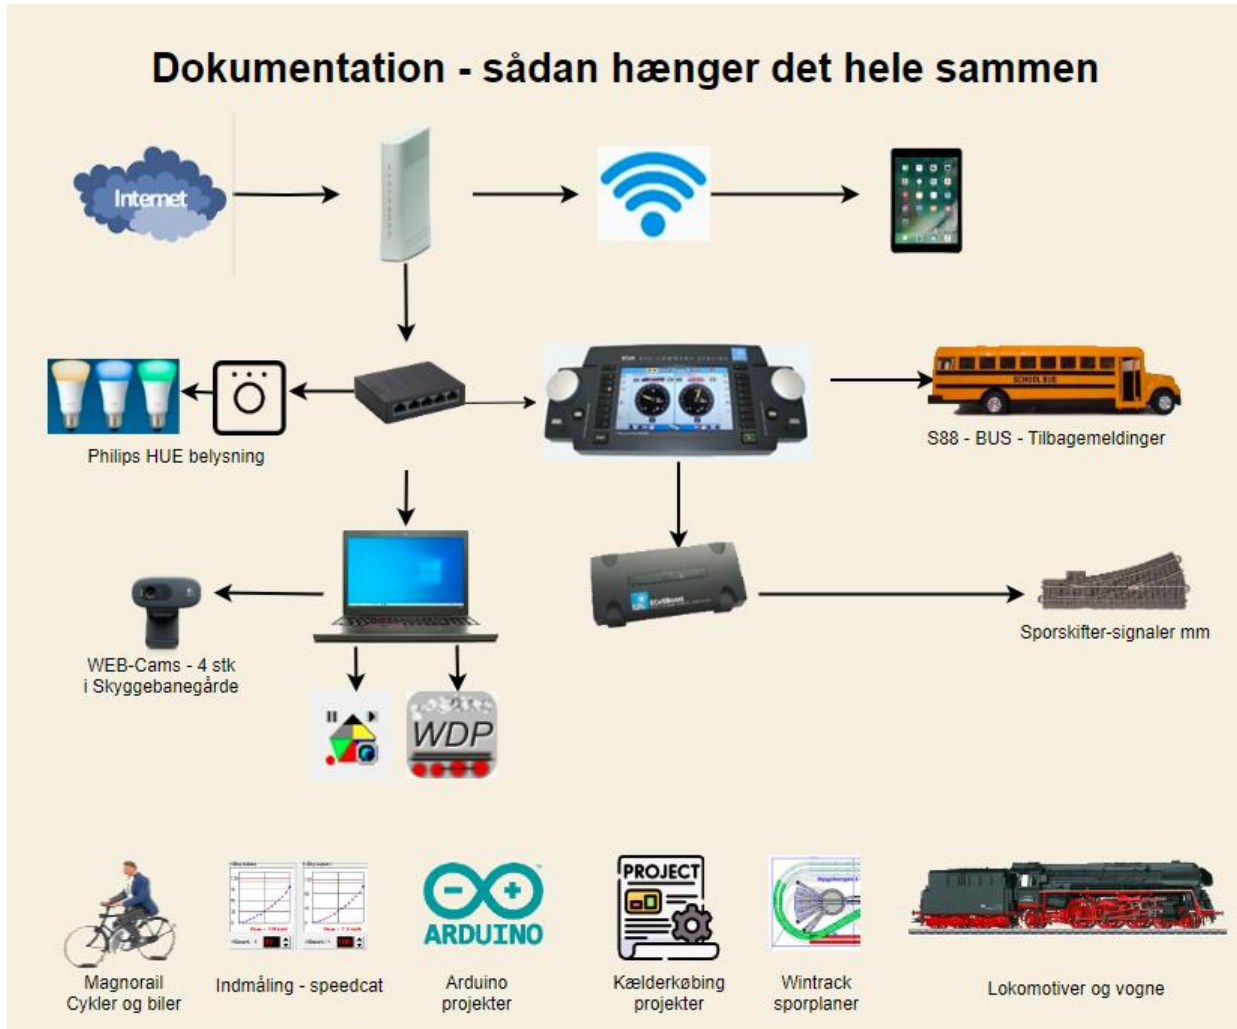 Dokumentation - sådan hænger det hele sammen
Internet
SCHOOL BUS
Philips HUE belysning
S88 - BUS - Tilbagemeldinger
WEB-Cams - 4 stk
i Skyggebanegårde
Sporskifter-signaler mm
WDP
PROJECT
ARDUINO
Magnorail
Cykler og biler
Indmåling - speedcat
Arduino
projekter
Kælderkøbing
projekter
Wintrack
sporplaner
Lokomotiver og vogne